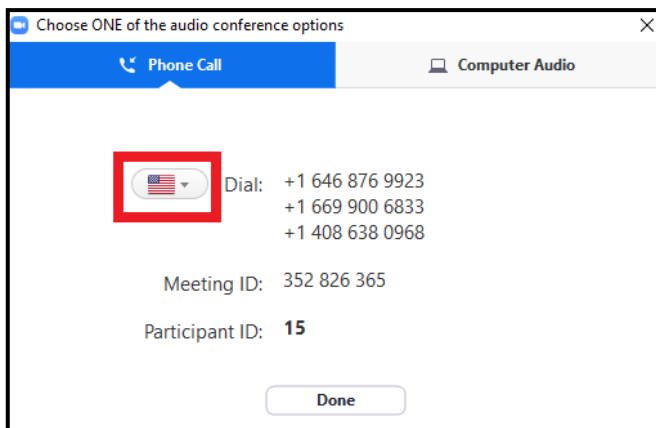 Choose ONE of the audio conference options
Phone Call
Computer Audio
Dial: +1 646 876 9923
+1 669 900 6833
+1 408 638 0968
Meeting ID: 352 826 365
Participant ID: 15
Done